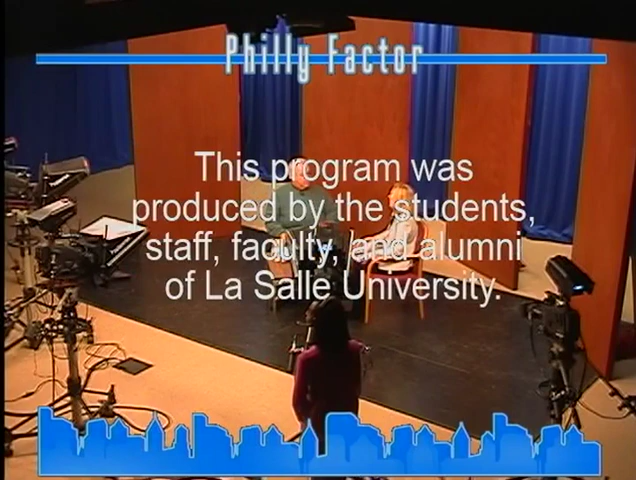 Philly Factor
This program was
produced by the students,
staff, faculty, and alumni
of La Salle University.